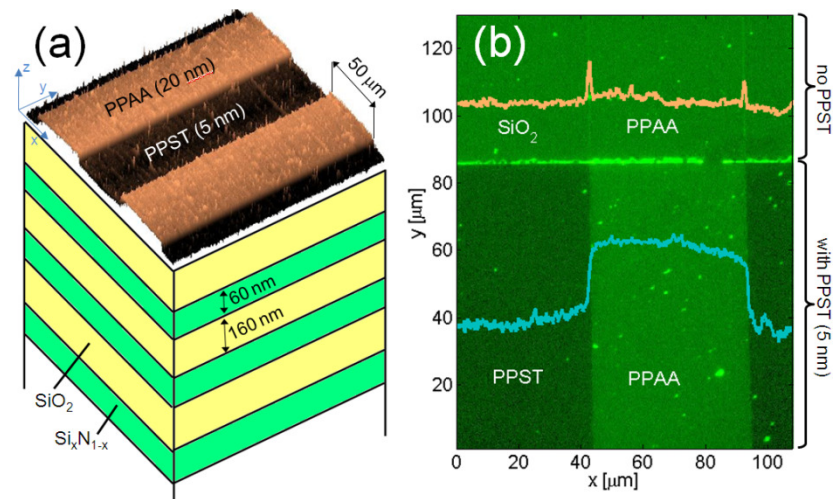 (a)
z
y
x
PPAA (20 nm)
PPST (5 nm)
50 μm
60 nm
160 nm
SiO2
SixN1-x
(b)
120
100
80
60
40
20
y [μm]
SiO2
PPAA
PPST
PPAA
0
20
40
60
80
100
x [μm]
no PPST
with PPST (5 nm)